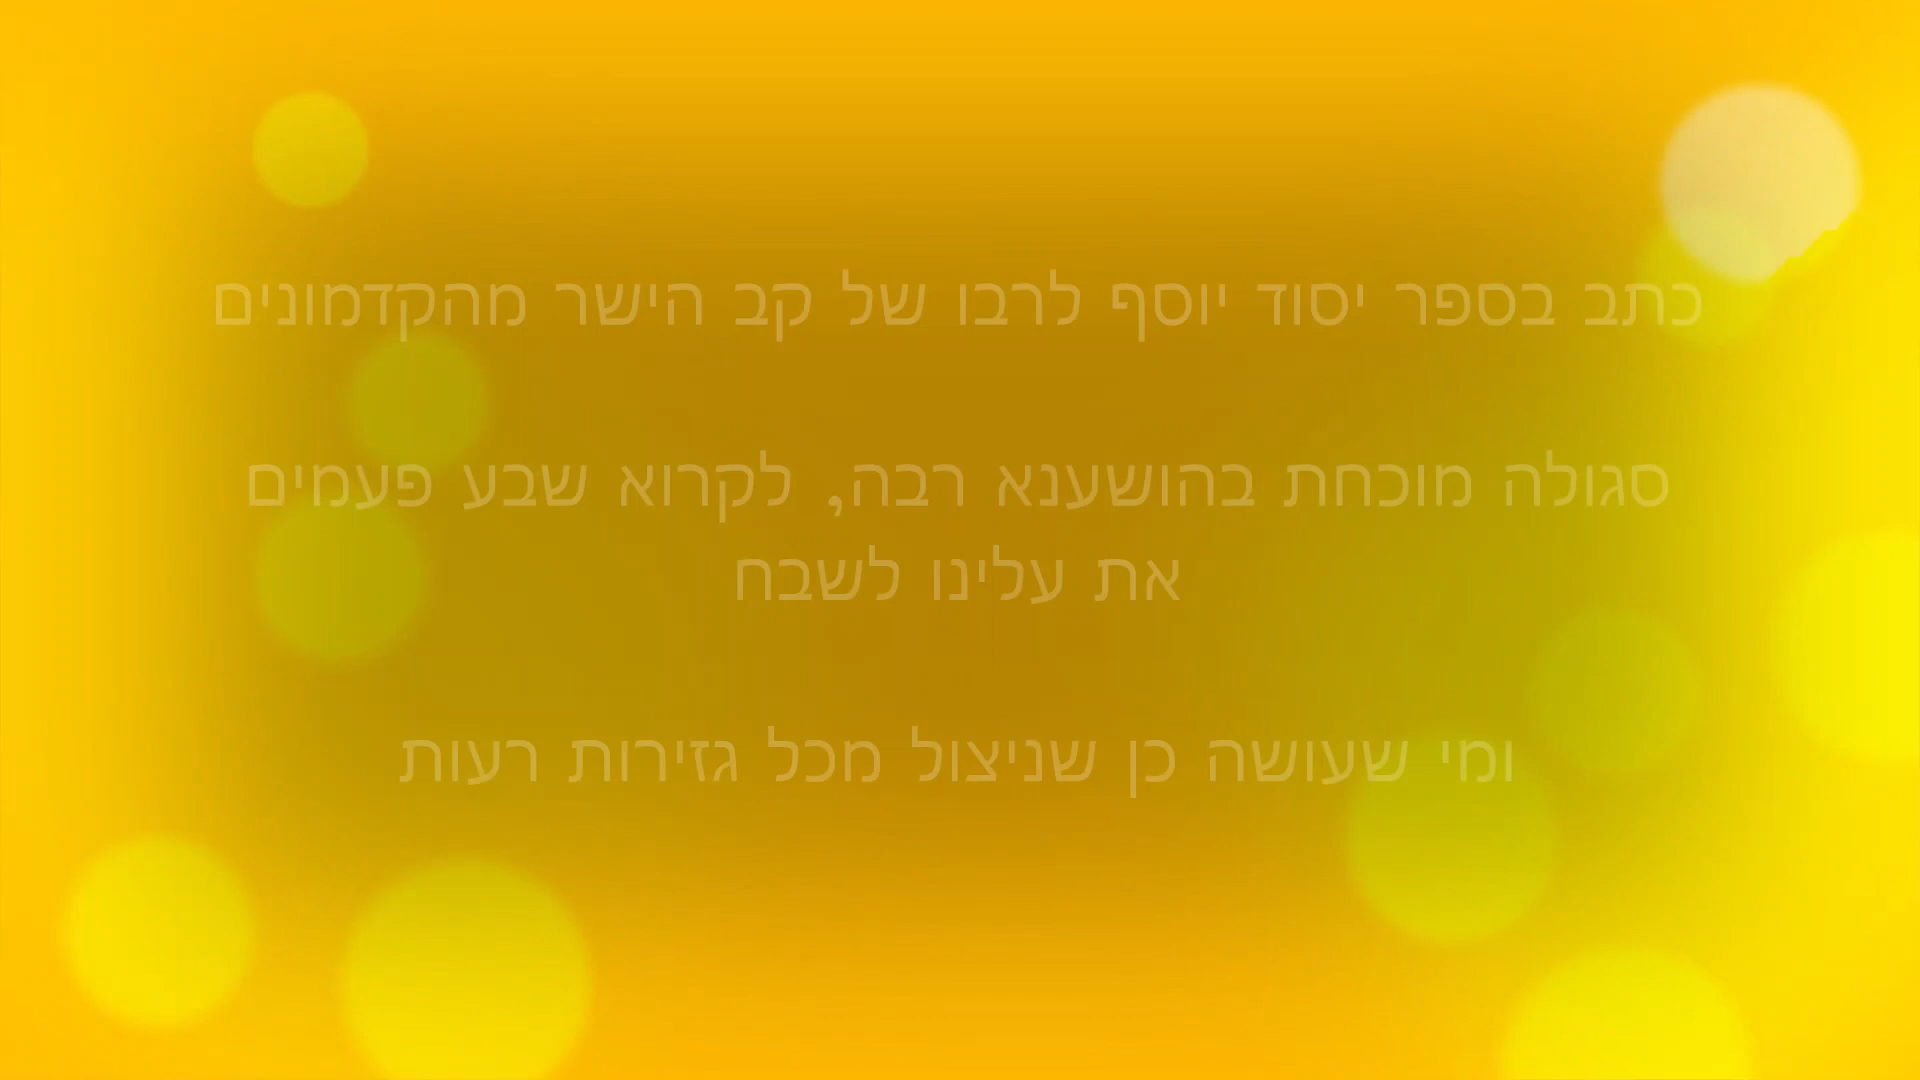 כתב בספר יסוד יוסף לרבו של קב הישר מהקדמונים
סגולה מוכחת בהושענא רבה, לקרוא שבע פעמים
את עלינו לשבח
ומי שעושה כן שניצול מכל גזירות רעות